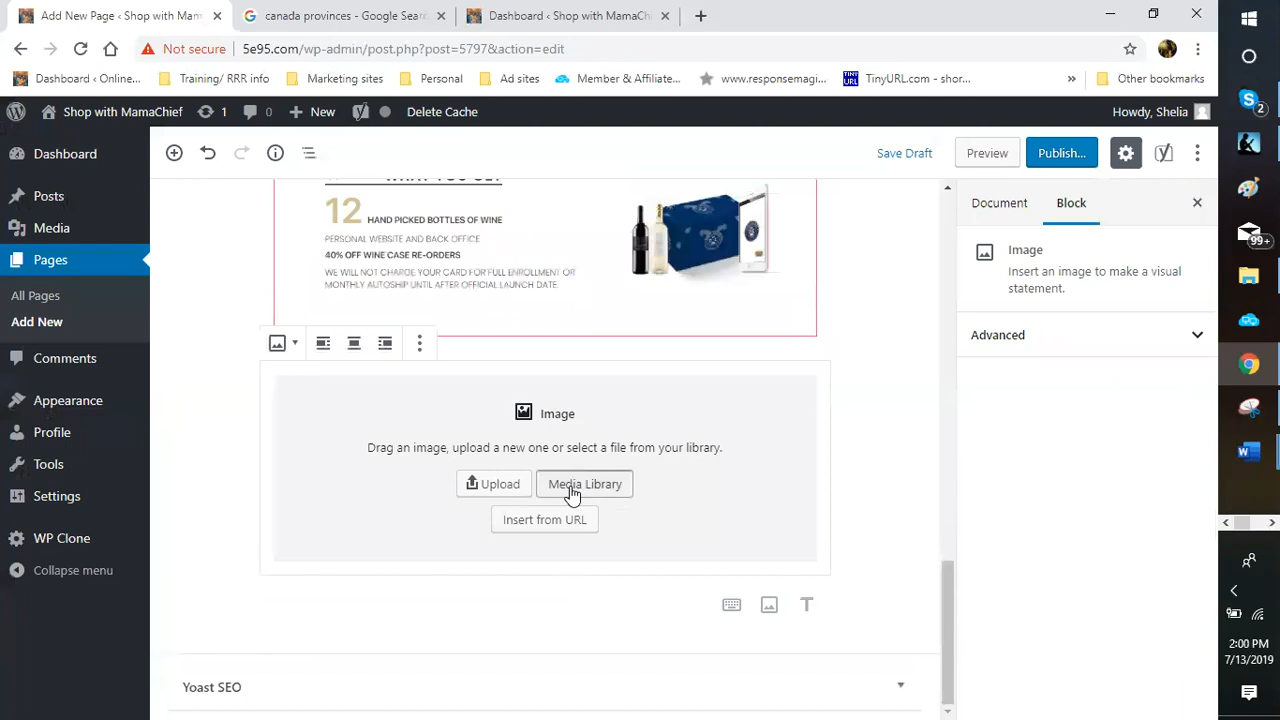 Add New Page ‹ Shop with Mam
canada provinces - Google Sear
Dashboard ‹ Shop with MamaChi
Not secure
5e95.com/wp-admin/post.php?post=5797&action=edit
Dashboard ‹ Online...
Training/ RRR info
Marketing sites
Personal
Ad sites
Member & Affiliate...
www.responsemagi...
TinyURL.com - shor...
»
Other bookmarks
Shop with MamaChief
1
0
New
Delete Cache
Howdy, Shelia
Dashboard
Posts
Media
Pages
All Pages
Add New
Comments
Appearance
Profile
Tools
Settings
WP Clone
Collapse menu
Save Draft
Preview
Publish...
WHAT YOU GET
12 HAND PICKED BOTTLES OF WINE
PERSONAL WEBSITE AND BACK OFFICE
40% OFF WINE CASE RE-ORDERS
WE WILL NOT CHARGE YOUR CARD FOR FULL ENROLLMENT OR
MONTHLY AUTOSHIP UNTIL AFTER OFFICIAL LAUNCH DATE.
Image
Drag an image, upload a new one or select a file from your library.
Upload
Media Library
Insert from URL
Yoast SEO
Document
Block
Image
Insert an image to make a visual
statement.
Advanced
2
99+
2:00 PM
7/13/2019